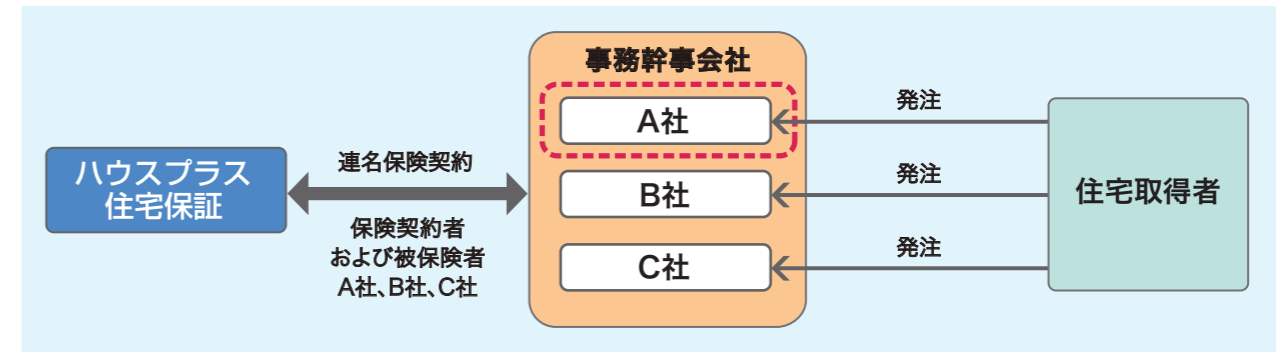 事務幹事会社
A社
B社
C社
ハウスプラス
住宅保証
連名保険契約
保険契約者
および被保険者
A社、B社、C社
発注
発注
発注
住宅取得者